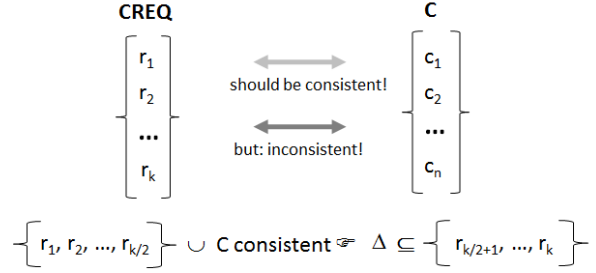 CREQ C
r1 c1
should be consistent!
r2 c2
... ...
but: inconsistent!
rk cn
{r1, r2, ..., rk/2} ∪ C consistent ☞ Δ ⊆ {rk/2+1, ..., rk}